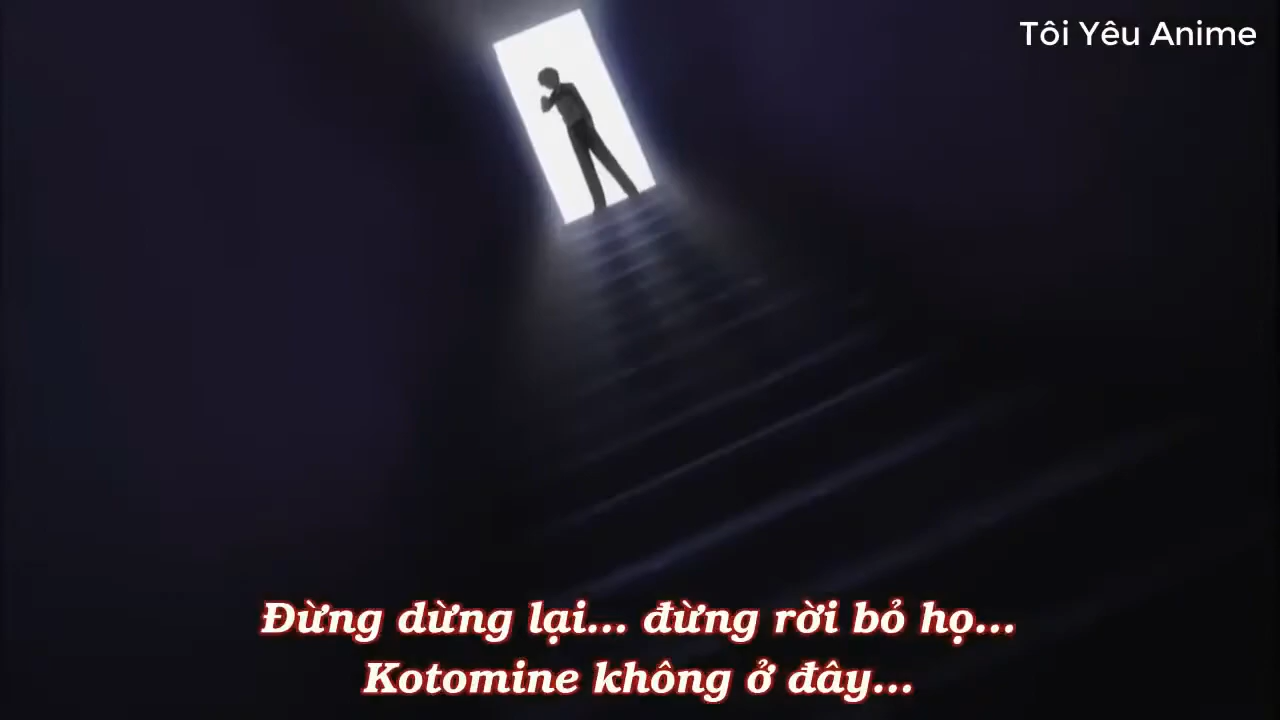 Tôi Yêu Anime
Đừng dừng lại... đừng rời bỏ họ...
Kotomine không ở đây...